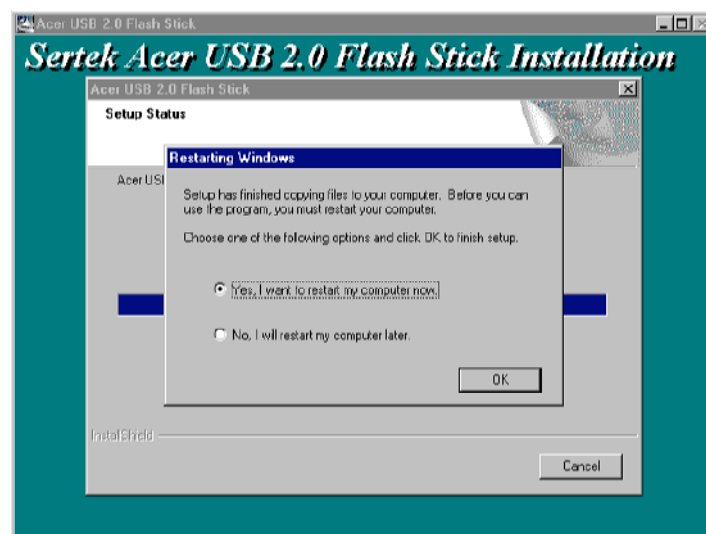 Acer USB 2.0 Flash Stick
Sertek Acer USB 2.0 Flash Stick Installation
Acer USB 2.0 Flash Stick
Setup Status
Restarting Windows
Acer USB
Setup has finished copying files to your computer. Before you can
use the program, you must restart your computer.
Choose one of the following options and click OK to finish setup.
Yes, I want to restart my computer now.
No, I will restart my computer later.
OK
InstallShield
Cancel